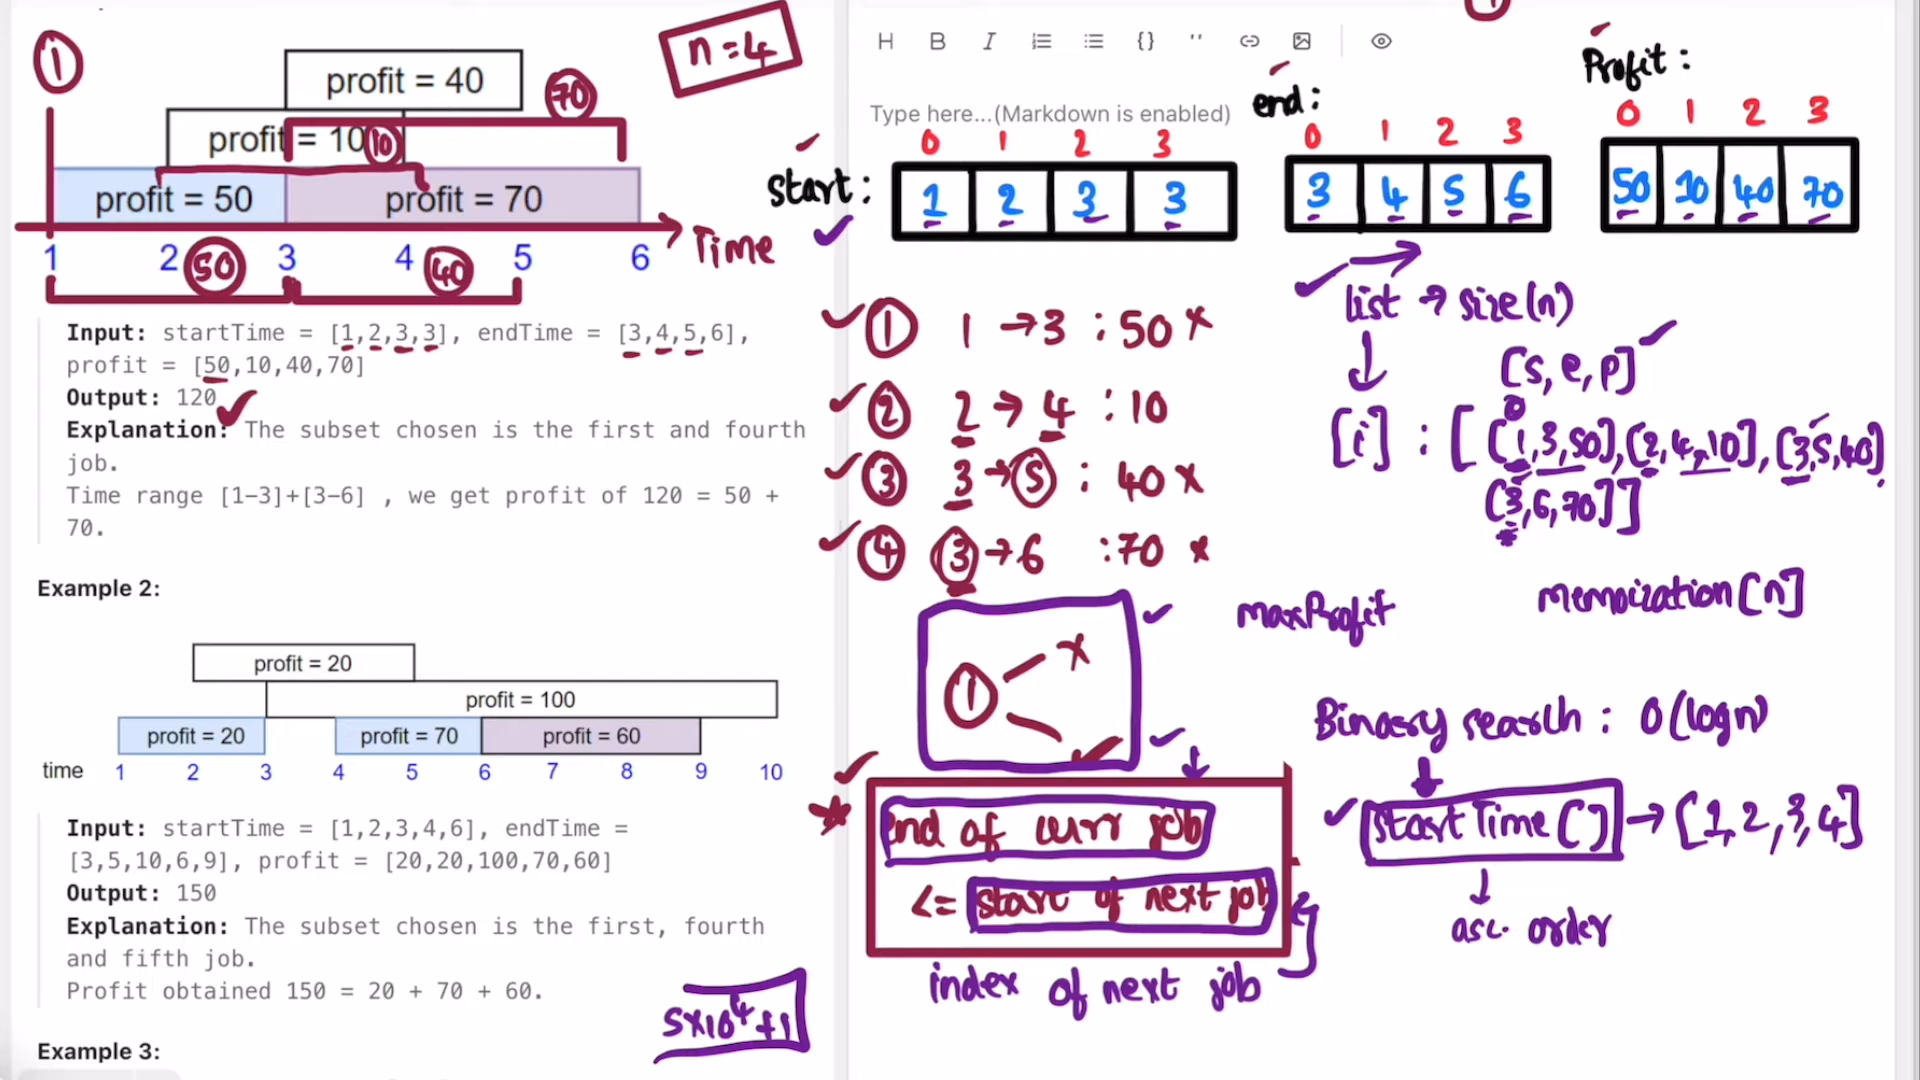 1
n = 4
profit = 40
70
profit = 10
10
profit = 50
profit = 70
1 2 3 4 5 6
Time
50
40
Input: startTime = [1,2,3,3], endTime = [3,4,5,6],
profit = [50,10,40,70]
Output: 120
Explanation: The subset chosen is the first and fourth
job.
Time range [1-3]+[3-6] , we get profit of 120 = 50 +
70.
Example 2:
profit = 20
profit = 100
profit = 20
profit = 70
profit = 60
time 1 2 3 4 5 6 7 8 9 10
Input: startTime = [1,2,3,4,6], endTime =
[3,5,10,6,9], profit = [20,20,100,70,60]
Output: 150
Explanation: The subset chosen is the first, fourth
and fifth job.
Profit obtained 150 = 20 + 70 + 60.
5×10⁴+1
Example 3:
H B I {} ''
Type here...(Markdown is enabled)
start:
0 1 2 3
1 2 3 3
end:
0 1 2 3
3 4 5 6
Profit:
0 1 2 3
50 10 40 70
1 1 → 3 : 50 x
2 2 → 4 : 10
3 3 → 5 : 40 x
4 3 → 6 : 70 x
1 x
end of curr job
<= start of next job
index of next job
list → size(n)
[s, e, p]
0
[i] : [[1,3,50],[2,4,10],[3,5,40],
[3,6,70]]
maxProfit
memoization[n]
Binary search : O(logn)
startTime[] → [1,2,3,4]
asc. order